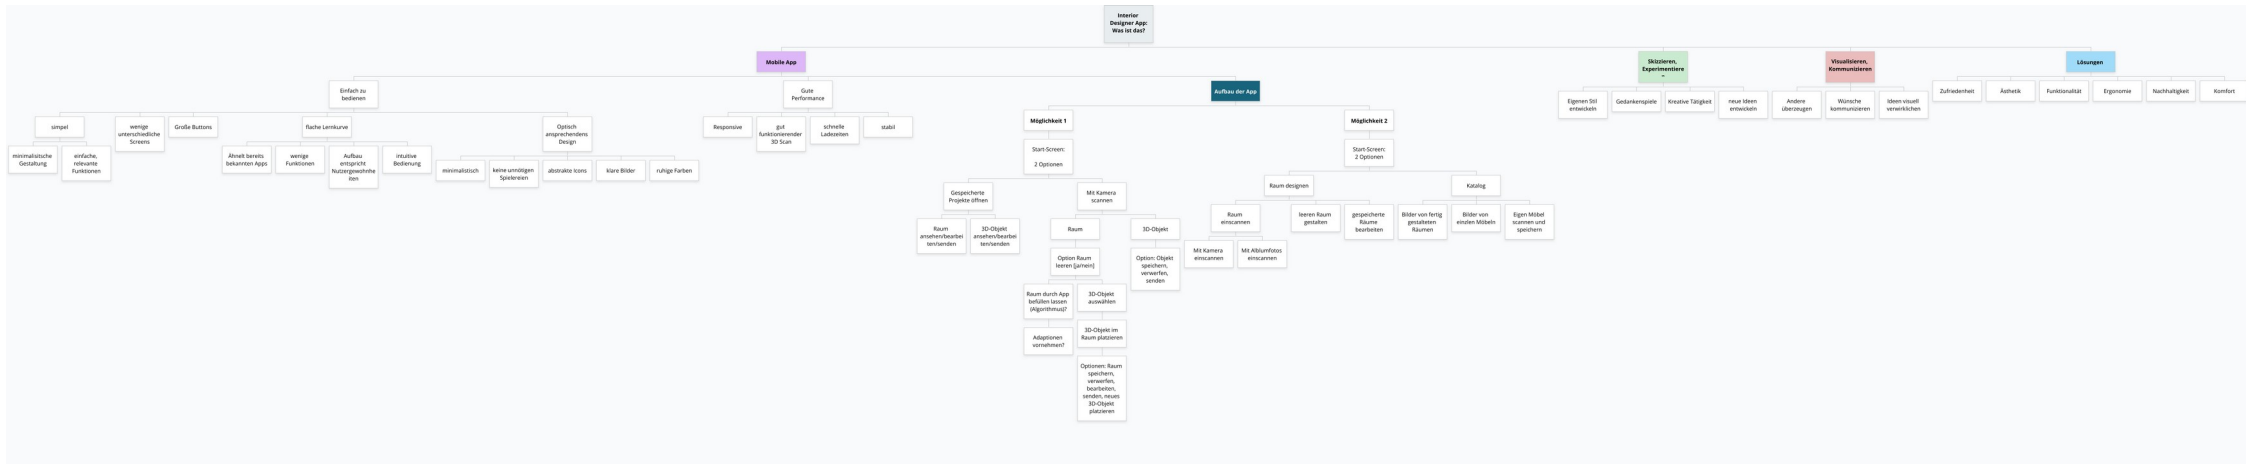 Interior
Designer App:
Was ist das?
Mobile App
Skizzieren,
Experimentiere
Visualisieren,
Kommunizieren
Lösungen
Einfach zu
bedienen
Gute
Performance
Aufbau der App
Eigenen Stil
entwickeln
Gedankenspiele
Kreative Tätigkeit
neue Ideen
entwickeln
Andere
überzeugen
Wünsche
kommunizieren
Ideen visuell
verwirklichen
Zufriedenheit
Ästhetik
Funktionalität
Ergonomie
Nachhaltigkeit
Komfort
simpel
wenige
unterschiedliche
Screens
Große Buttons
flache Lernkurve
Optisch
ansprechendens
Design
Responsive
gut
funktionierender
3D Scan
schnelle
Ladezeiten
stabil
Möglichkeit 1
Möglichkeit 2
minimalsitsche
Gestaltung
einfache,
relevante
Funktionen
Ähnelt bereits
bekannten Apps
wenige
Funktionen
Aufbau
entspricht
Nutzergewohnhe
iten
intuitive
Bedienung
minimalistisch
keine unnötigen
Spielereien
abstrakte Icons
klare Bilder
ruhige Farben
Start-Screen:
2 Optionen
Start-Screen:
2 Optionen
Gespeicherte
Projekte öffnen
Mit Kamera
scannen
Raum designen
Katalog
Raum
ansehen/bearbei
ten/senden
3D-Objekt
ansehen/bearbei
ten/senden
Raum
3D-Objekt
Raum
einscannen
leeren Raum
gestalten
gespeicherte
Räume
bearbeiten
Bilder von fertig
gestalteten
Räumen
Bilder von
einzlen Möbeln
Eigen Möbel
scannen und
speichern
Option Raum
leeren [ja/nein]
Option: Objekt
speichern,
verwerfen,
senden
Mit Kamera
einscannen
Mit Alblumfotos
einscannen
Raum durch App
befüllen lassen
(Algorithmus)?
3D-Objekt
auswählen
Adaptionen
vornehmen?
3D-Objekt im
Raum platzieren
Optionen: Raum
speichern,
verwerfen,
bearbeiten,
senden, neues
3D-Objekt
platzieren